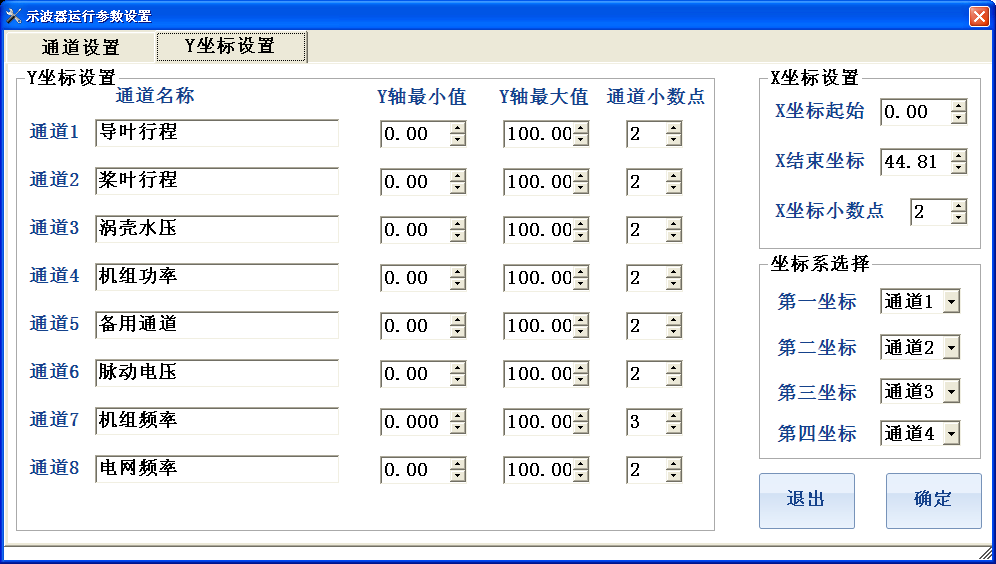 示波器运行参数设置
通道设置 Y坐标设置
Y坐标设置
通道名称 Y轴最小值 Y轴最大值 通道小数点
通道1 导叶行程 0.00 100.00 2
通道2 桨叶行程 0.00 100.00 2
通道3 涡壳水压 0.00 100.00 2
通道4 机组功率 0.00 100.00 2
通道5 备用通道 0.00 100.00 2
通道6 脉动电压 0.00 100.00 2
通道7 机组频率 0.000 100.00 3
通道8 电网频率 0.00 100.00 2
X坐标设置
X坐标起始 0.00
X结束坐标 44.81
X坐标小数点 2
坐标系选择
第一坐标 通道1
第二坐标 通道2
第三坐标 通道3
第四坐标 通道4
退出 确定